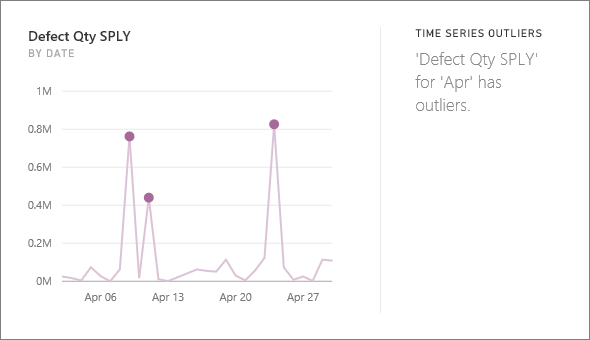 Defect Qty SPLY
BY DATE
1M
0.8M
0.6M
0.4M
0.2M
0M
Apr 06 Apr 13 Apr 20 Apr 27
TIME SERIES OUTLIERS
'Defect Qty SPLY'
for 'Apr' has
outliers.